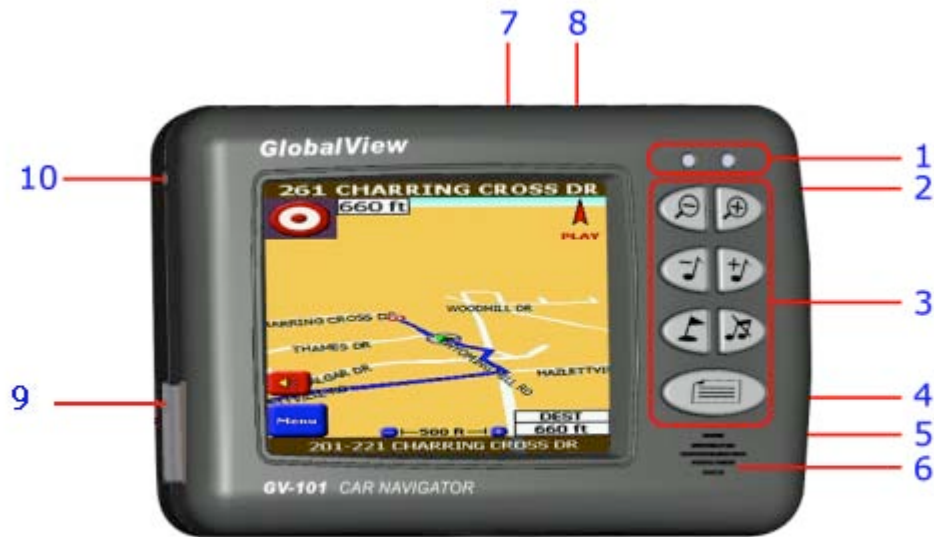 7 8
GlobalView
1
10
261 CHARRING CROSS DR
2
660 ft
PLAY
WOODHILL DR
3
THAMES DR
HAZLETTVI
9
Menu
DEST
4
500 ft
660 ft
5
201-221 CHARRING CROSS DR
6
GV-101 CAR NAVIGATOR